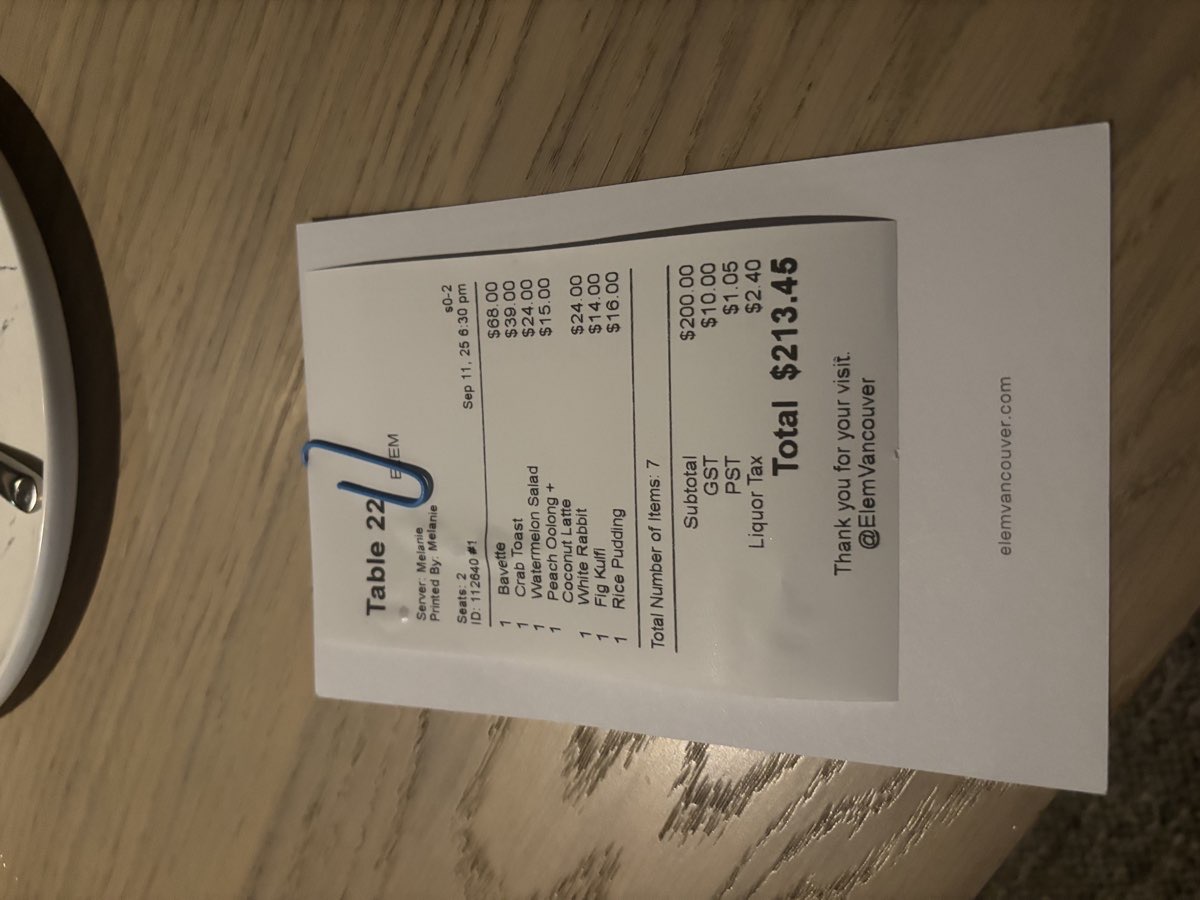 Table 22
Server: Melanie
Printed By: Melanie
Seats: 2
s0-2
ID: 112640 #1
Sep 11, 25 6:30 pm
1 Bavette $68.00
1 Crab Toast $39.00
1 Watermelon Salad $24.00
1 Peach Oolong + $15.00
Coconut Latte
1 White Rabbit $24.00
1 Fig Kulfi $14.00
1 Rice Pudding $16.00
Total Number of Items: 7
Subtotal $200.00
GST $10.00
PST $1.05
Liquor Tax $2.40
Total $213.45
Thank you for your visit.
@ElemVancouver
elemvancouver.com